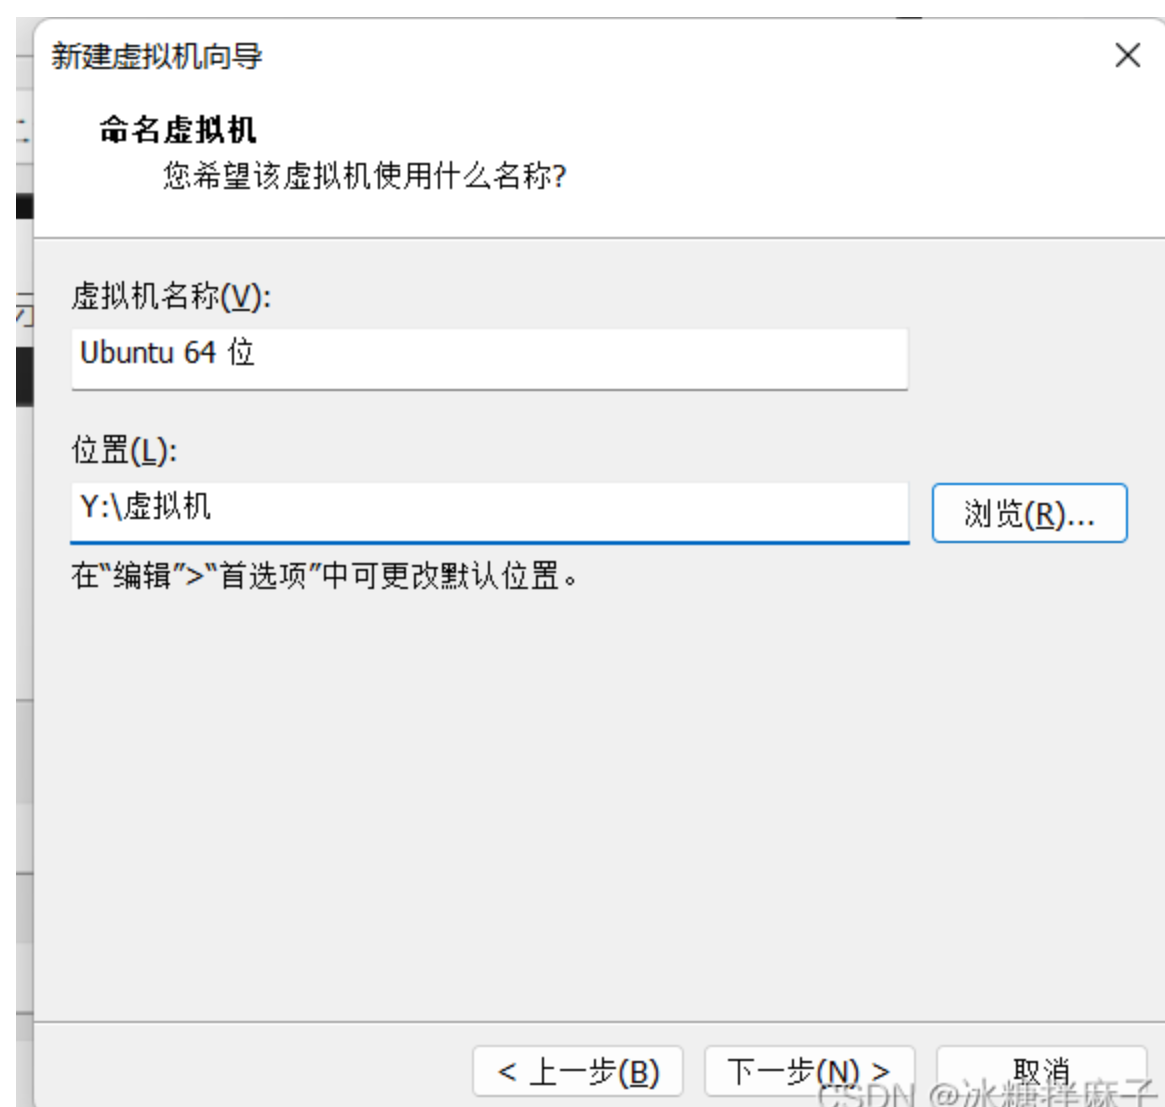 新建虚拟机向导
命名虚拟机
您希望该虚拟机使用什么名称?
虚拟机名称(V):
Ubuntu 64 位
位置(L):
Y:\虚拟机
浏览(R)...
在“编辑”>“首选项”中可更改默认位置。
< 上一步(B)
下一步(N) >
取消
CSDN @冰糖拌麻子